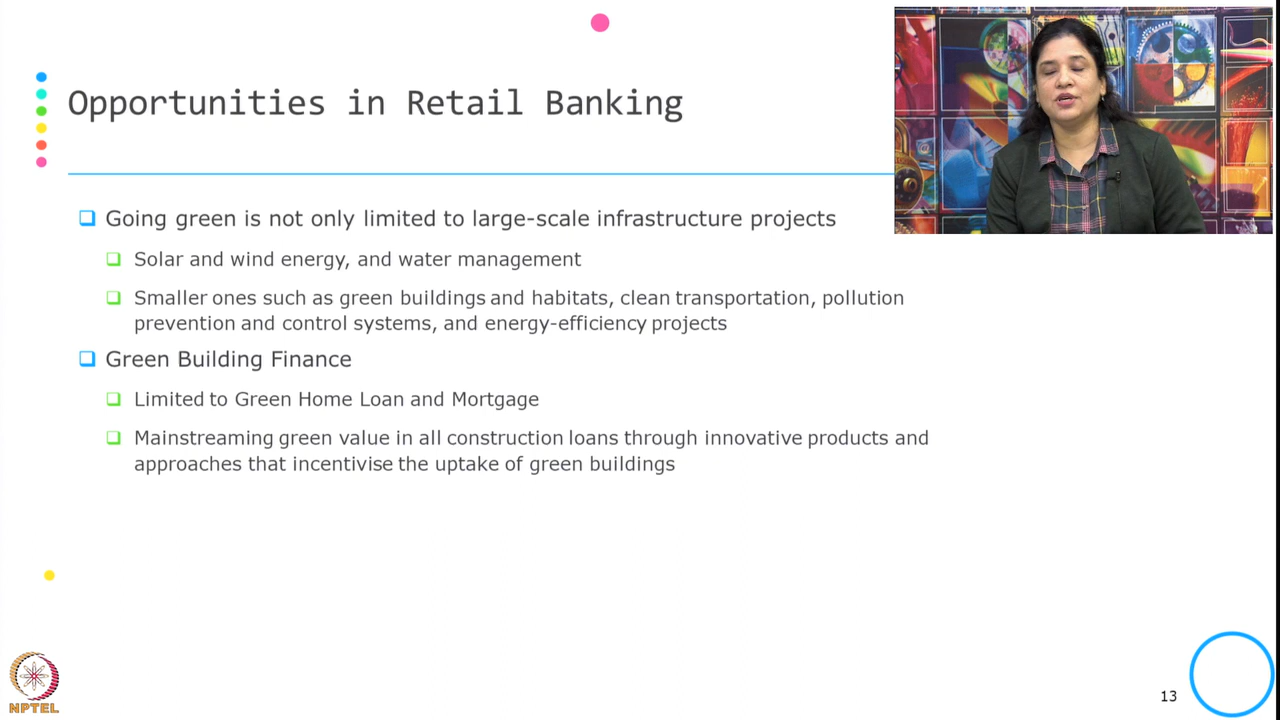 Opportunities in Retail Banking
Going green is not only limited to large-scale infrastructure projects
Solar and wind energy, and water management
Smaller ones such as green buildings and habitats, clean transportation, pollution
prevention and control systems, and energy-efficiency projects
Green Building Finance
Limited to Green Home Loan and Mortgage
Mainstreaming green value in all construction loans through innovative products and
approaches that incentivise the uptake of green buildings
NPTEL
13